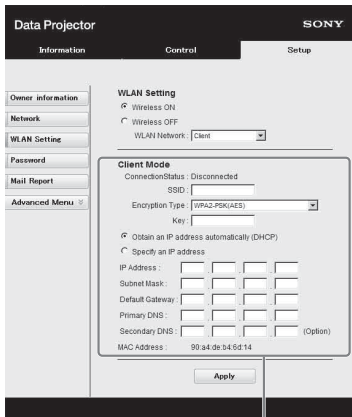 Data Projector
SONY
Information
Control
Setup
Owner information
Network
WLAN Setting
Password
Mail Report
Advanced Menu
WLAN Setting
Wireless ON
Wireless OFF
WLAN Network : Client
Client Mode
ConnectionStatus : Disconnected
SSID :
Encryption Type : WPA2-PSK(AES)
Key :
Obtain an IP address automatically (DHCP)
Specify an IP address
IP Address :
Subnet Mask :
Default Gateway :
Primary DNS :
Secondary DNS : (Option)
MAC Address : 90:a4:de:b4:6d:14
Apply